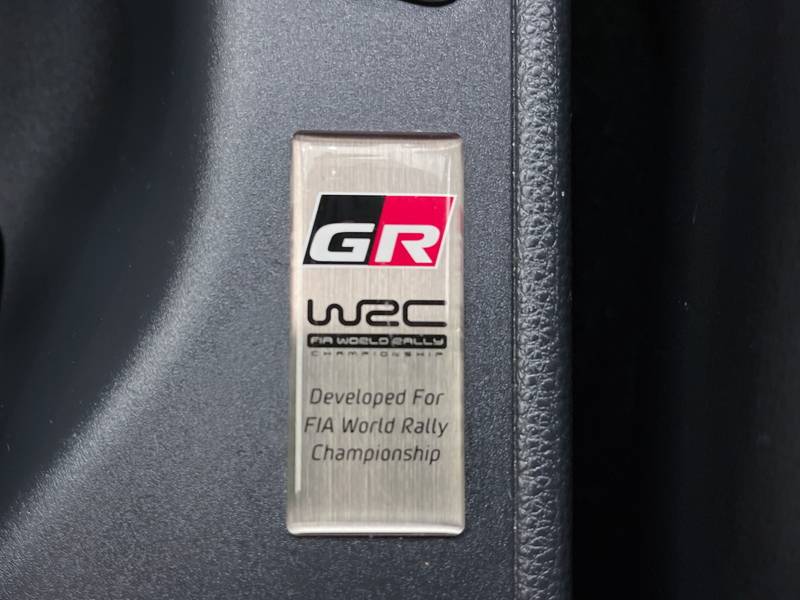 GR
WRC
FIA WORLD RALLY
CHAMPIONSHIP
Developed For
FIA World Rally
Championship